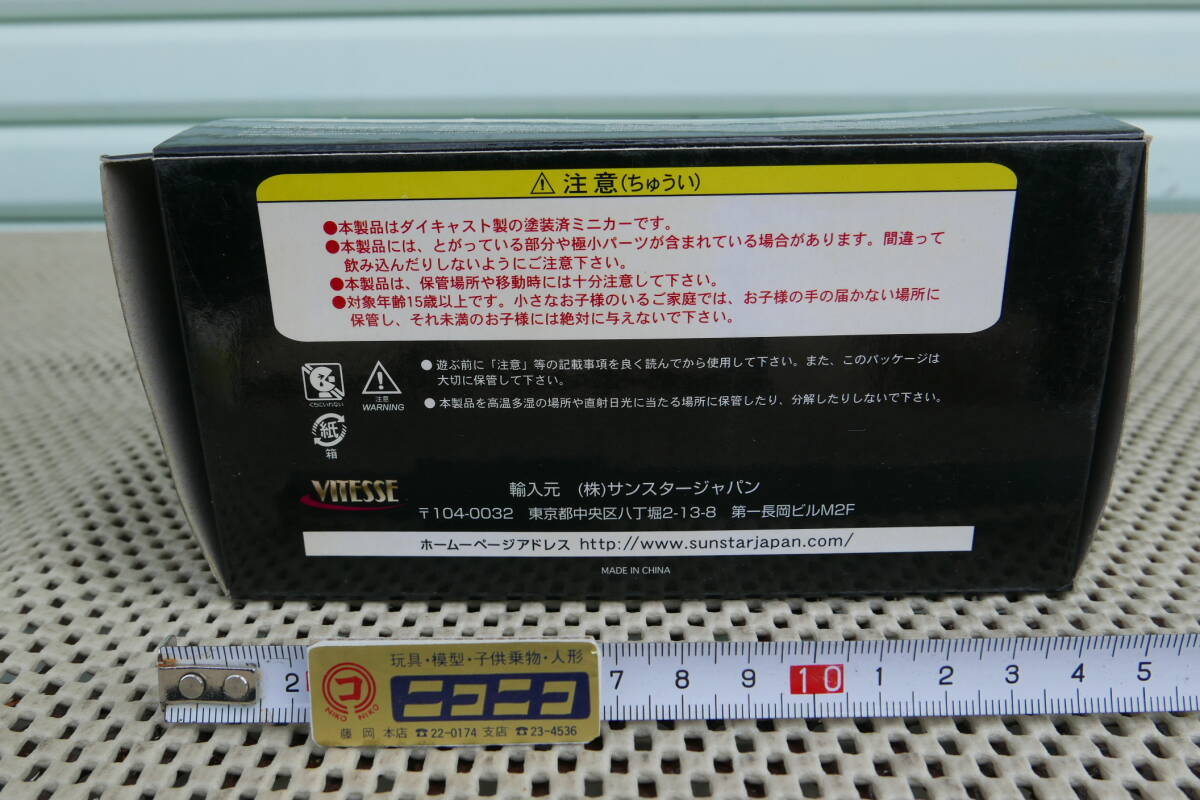 ⚠ 注意(ちゅうい)
●本製品はダイキャスト製の塗装済ミニカーです。
●本製品には、とがっている部分や極小パーツが含まれている場合があります。間違って
飲み込んだりしないようにご注意下さい。
●本製品は、保管場所や移動時には十分注意して下さい。
●対象年齢15歳以上です。小さなお子様のいるご家庭では、お子様の手の届かない場所に
保管し、それ未満のお子様には絶対に与えないで下さい。
●遊ぶ前に「注意」等の記載事項を良く読んでから使用して下さい。また、このパッケージは
大切に保管して下さい。
●本製品を高温多湿の場所や直射日光に当たる場所に保管したり、分解したりしないで下さい。
くちにいれない
注意
WARNING
紙
箱
VITESSE
輸入元 (株)サンスタージャパン
〒104-0032 東京都中央区八丁堀2-13-8 第一長岡ビルM2F
ホームーページアドレス http://www.sunstarjapan.com/
MADE IN CHINA
2 7 8 9 10 1 2 3 4 5
玩具・模型・子供乗物・人形
コ
NIKO NIKO
ニコニコ
藤岡 本店 ☎22-0174 支店 ☎23-4536